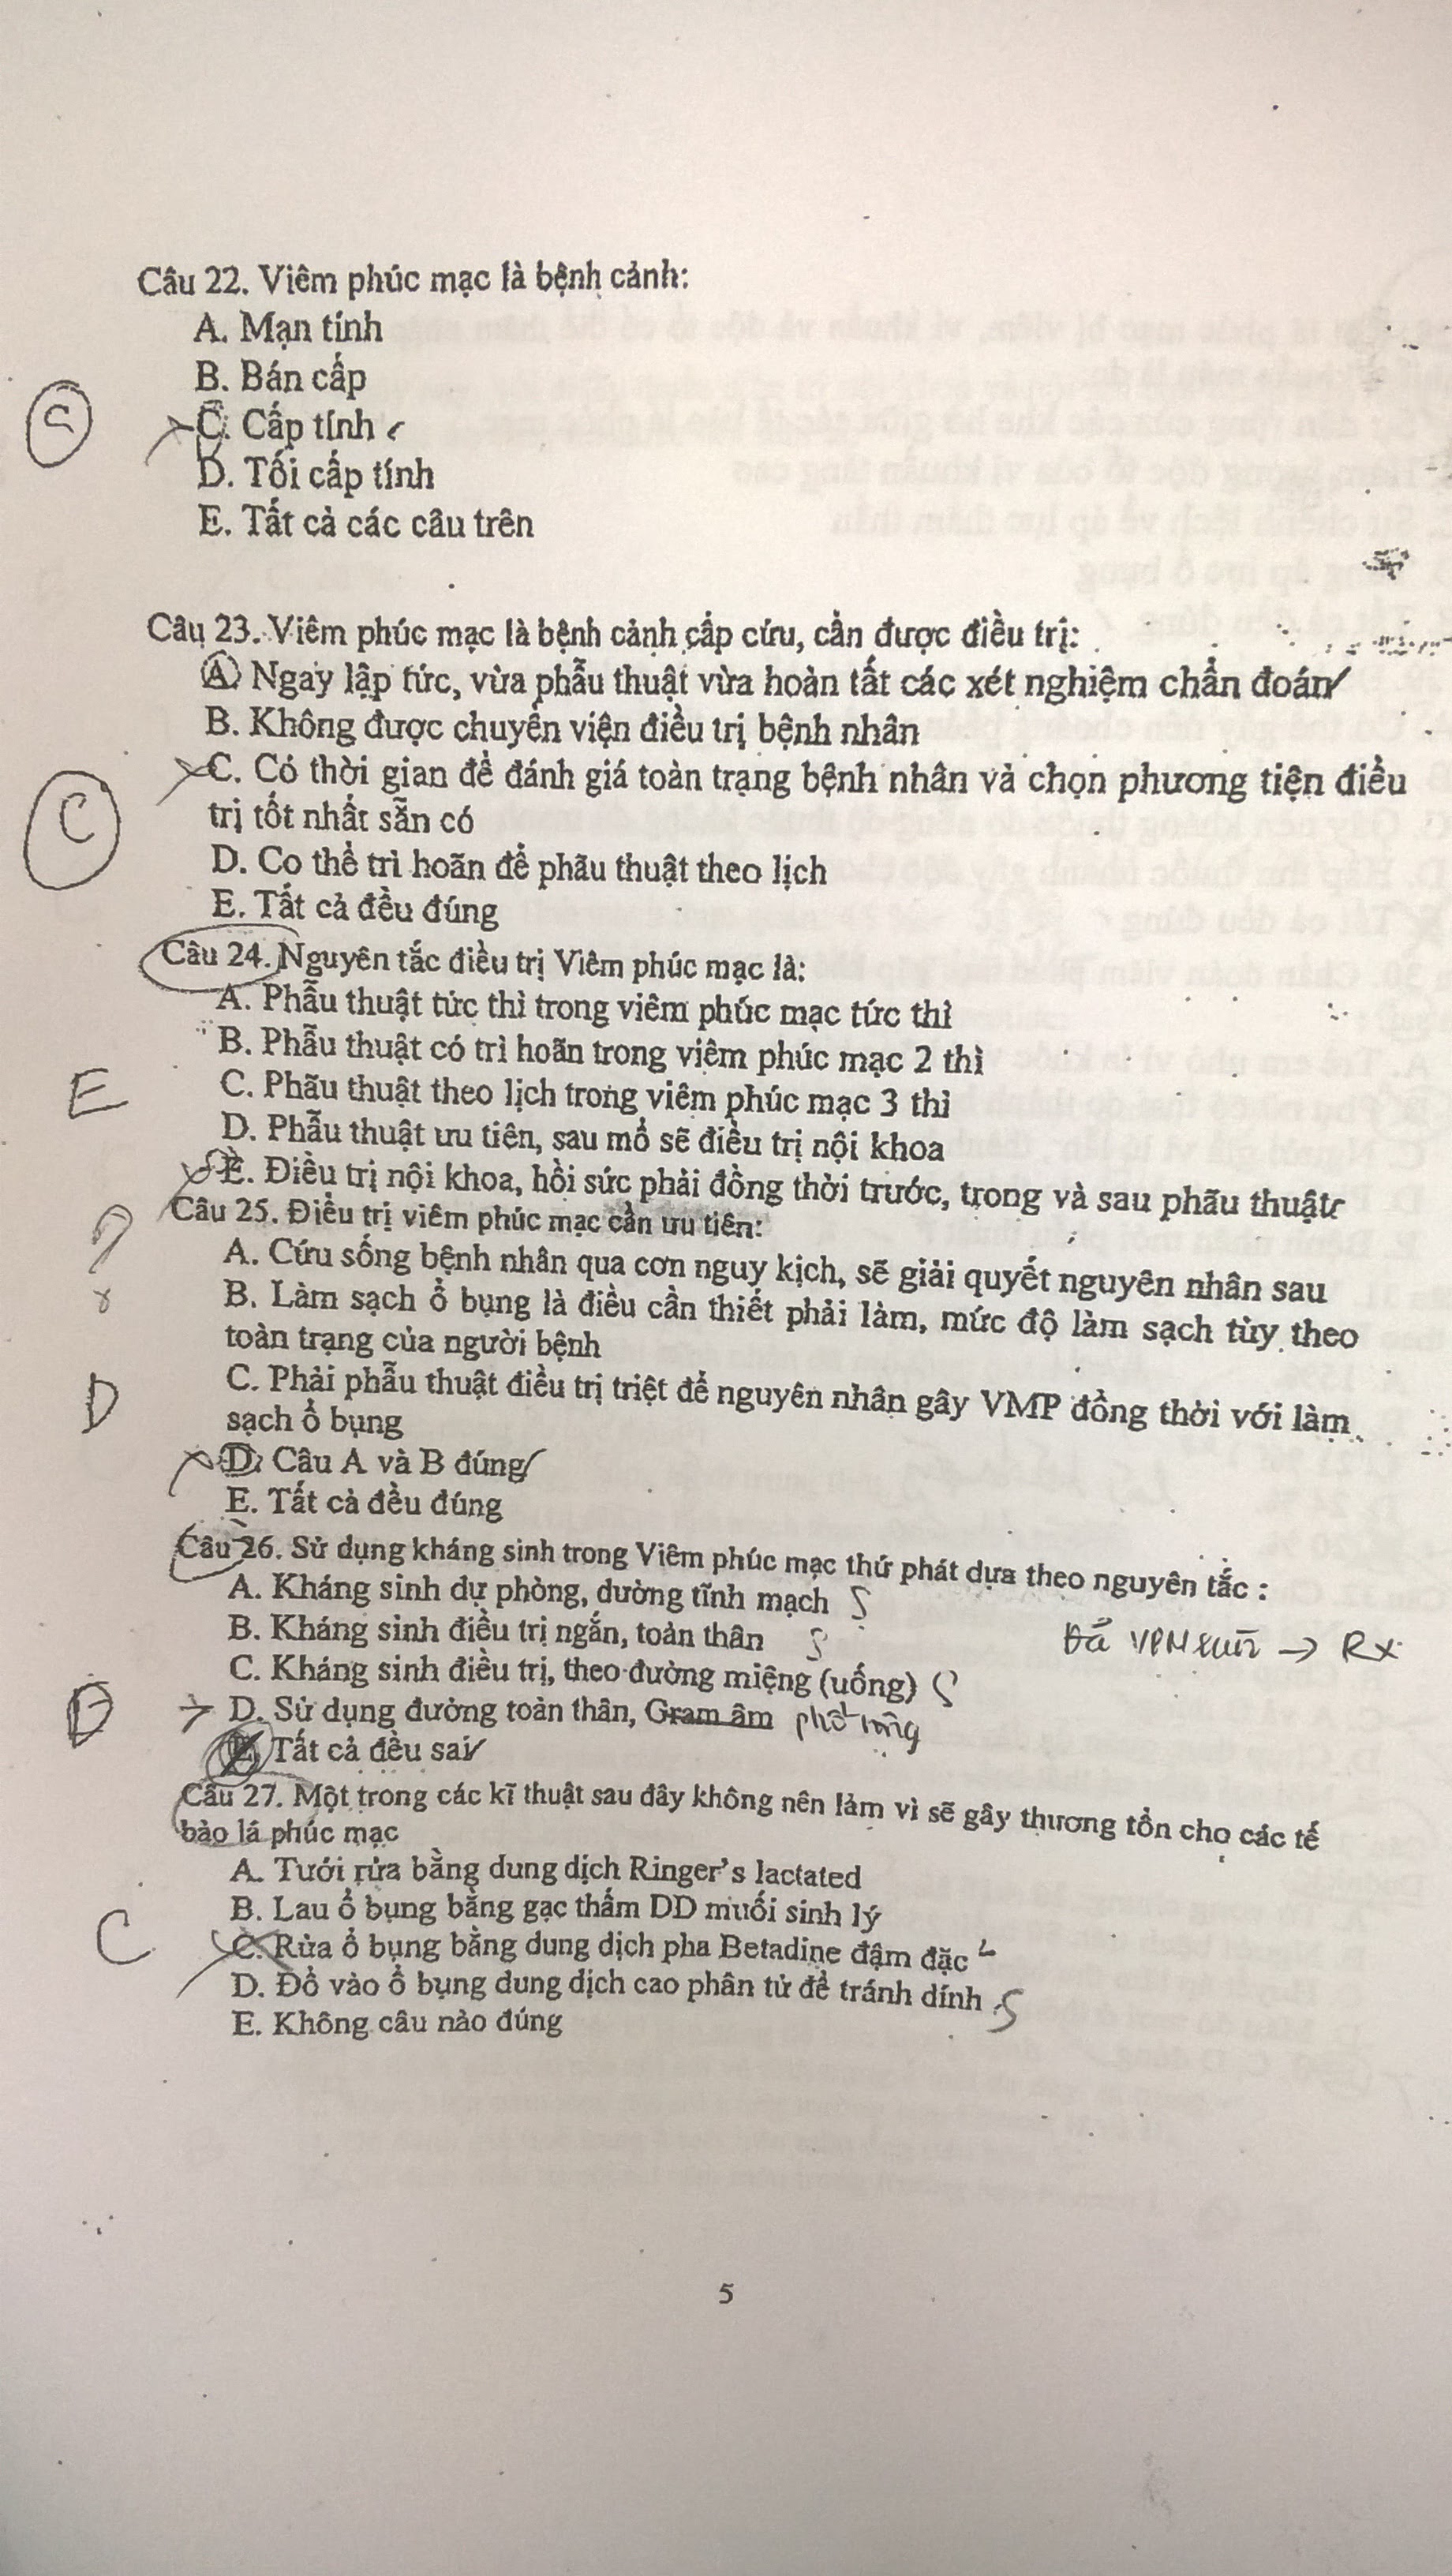 Câu 22. Viêm phúc mạc là bệnh cảnh:
A. Mạn tính
B. Bán cấp
C C. Cấp tính
D. Tối cấp tính
E. Tất cả các câu trên
Câu 23. Viêm phúc mạc là bệnh cảnh cấp cứu, cần được điều trị:
A. Ngay lập tức, vừa phẫu thuật vừa hoàn tất các xét nghiệm chẩn đoán
B. Không được chuyển viện điều trị bệnh nhân
C C. Có thời gian để đánh giá toàn trạng bệnh nhân và chọn phương tiện điều
trị tốt nhất sẵn có
D. Co thể trì hoãn để phãu thuật theo lịch
E. Tất cả đều đúng
Câu 24. Nguyên tắc điều trị Viêm phúc mạc là:
A. Phẫu thuật tức thì trong viêm phúc mạc tức thì
B. Phẫu thuật có trì hoãn trong viêm phúc mạc 2 thì
E C. Phãu thuật theo lịch trong viêm phúc mạc 3 thì
D. Phẫu thuật ưu tiên, sau mổ sẽ điều trị nội khoa
E. Điều trị nội khoa, hồi sức phải đồng thời trước, trong và sau phãu thuật
Câu 25. Điều trị viêm phúc mạc cần ưu tiên:
A. Cứu sống bệnh nhân qua cơn nguy kịch, sẽ giải quyết nguyên nhân sau
B. Làm sạch ổ bụng là điều cần thiết phải làm, mức độ làm sạch tùy theo
toàn trạng của người bệnh
D C. Phải phẫu thuật điều trị triệt để nguyên nhân gây VMP đồng thời với làm
sạch ổ bụng
D. Câu A và B đúng
E. Tất cả đều đúng
Câu 26. Sử dụng kháng sinh trong Viêm phúc mạc thứ phát dựa theo nguyên tắc :
A. Kháng sinh dự phòng, đường tĩnh mạch S
B. Kháng sinh điều trị ngắn, toàn thân S Đã → Rx
C. Kháng sinh điều trị, theo đường miệng (uống) S
D. Sử dụng đường toàn thân, Gram âm phổ rộng
E. Tất cả đều sai
Câu 27. Một trong các kĩ thuật sau đây không nên làm vì sẽ gây thương tổn cho các tế
bào lá phúc mạc
A. Tưới rửa bằng dung dịch Ringer's lactated
B. Lau ổ bụng bằng gạc thấm DD muối sinh lý
C C. Rửa ổ bụng bằng dung dịch pha Betadine đậm đặc
D. Đổ vào ổ bụng dung dịch cao phân tử để tránh dính S
E. Không câu nào đúng
5